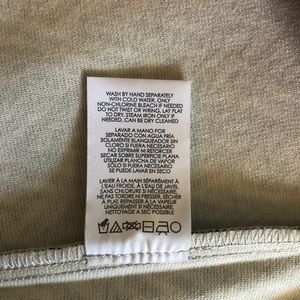 WASH BY HAND SEPARATELY
WITH COLD WATER, ONLY
NON-CHLORINE BLEACH IF NEEDED
DO NOT TWIST OR WRING, LAY FLAT
TO DRY. STEAM IRON ONLY IF
NEEDED, CAN BE DRY CLEANED
LAVAR A MANO POR
SEPARADO CON AGUA FRÍA
SOLAMENTE BLANQUEADOR SIN
CLORO SI FUERA NECESARIO
NO EXPRIMIR NI RETORCER
SECAR SOBRE SUPERFICIE PLANA
UTILIZAR PLANCHA DE VAPOR
SÓLO SI FUERA NECESARIO
SE PUEDE LAVAR EN SECO
LAVER À LA MAIN SÉPARÉMENT À
L'EAU FROIDE. À L'EAU DE JAVEL
SANS CHLORURE SI NÉCESSAIRE.
NE PAS TORDRE NI PRESSER. SÉCHER
À PLAT, REPASSER À LA VAPEUR
UNIQUEMENT SI NÉCESSAIRE.
NETTOYAGE A SEC POSSIBLE